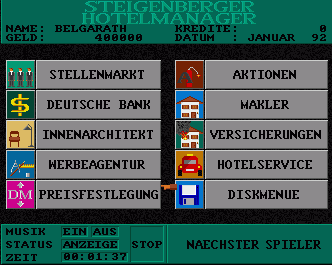 STEIGENBERGER
HOTELMANAGER
NAME: BELGARATH KREDITE: 0
GELD: 400000 DATUM : JANUAR 92
STELLENMARKT AKTIONEN
$ DEUTSCHE BANK MAKLER
INNENARCHITEKT VERSICHERUNGEN
WERBEAGENTUR HOTELSERVICE
DM PREISFESTLEGUNG DISKMENUE
MUSIK EIN AUS
STATUS ANZEIGE STOP NAECHSTER SPIELER
ZEIT 00:01:37